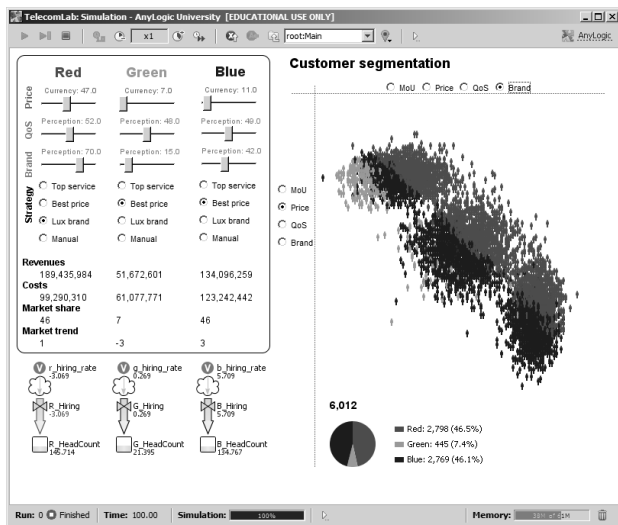 TelecomLab: Simulation - AnyLogic University [EDUCATIONAL USE ONLY]
x1
root:Main
AnyLogic
Red Green Blue
Price
Currency: 47.0 Currency: 7.0 Currency: 11.0
QoS
Perception: 52.0 Perception: 48.0 Perception: 49.0
Brand
Perception: 70.0 Perception: 15.0 Perception: 42.0
Strategy
Top service Top service Top service
Best price Best price Best price
Lux brand Lux brand Lux brand
Manual Manual Manual
Revenues
189,435,984 51,672,601 134,096,259
Costs
99,290,310 61,077,771 123,242,442
Market share
46 7 46
Market trend
1 -3 3
V r_hiring_rate V g_hiring_rate V b_hiring_rate
-3.069 0.269 5.709
R_Hiring G_Hiring B_Hiring
-3.069 0.269 5.709
R_HeadCount G_HeadCount B_HeadCount
145.714 21.395 134.767
Customer segmentation
MoU Price QoS Brand
MoU
Price
QoS
Brand
6,012
Red: 2,798 (46.5%)
Green: 445 (7.4%)
Blue: 2,769 (46.1%)
Run: 0 Finished Time: 100.00 Simulation: 100% Memory: 38M of 61M